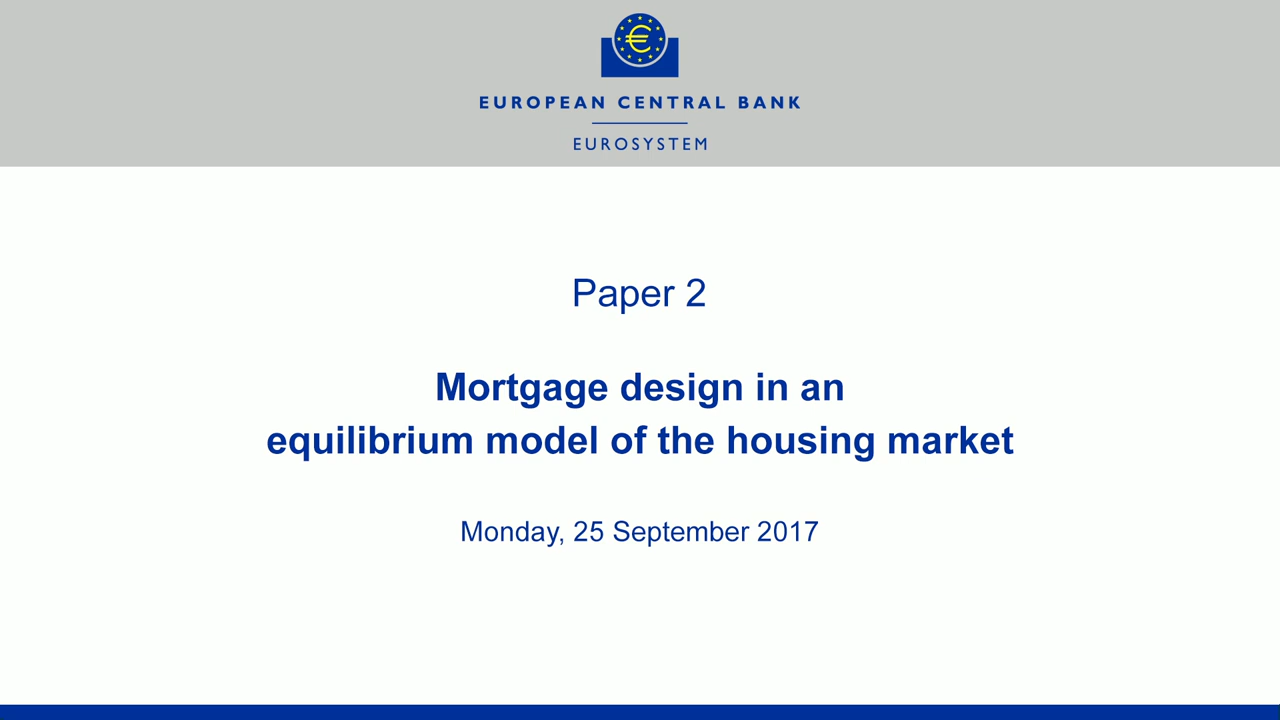 €
EUROPEAN CENTRAL BANK
EUROSYSTEM
Paper 2
Mortgage design in an
equilibrium model of the housing market
Monday, 25 September 2017